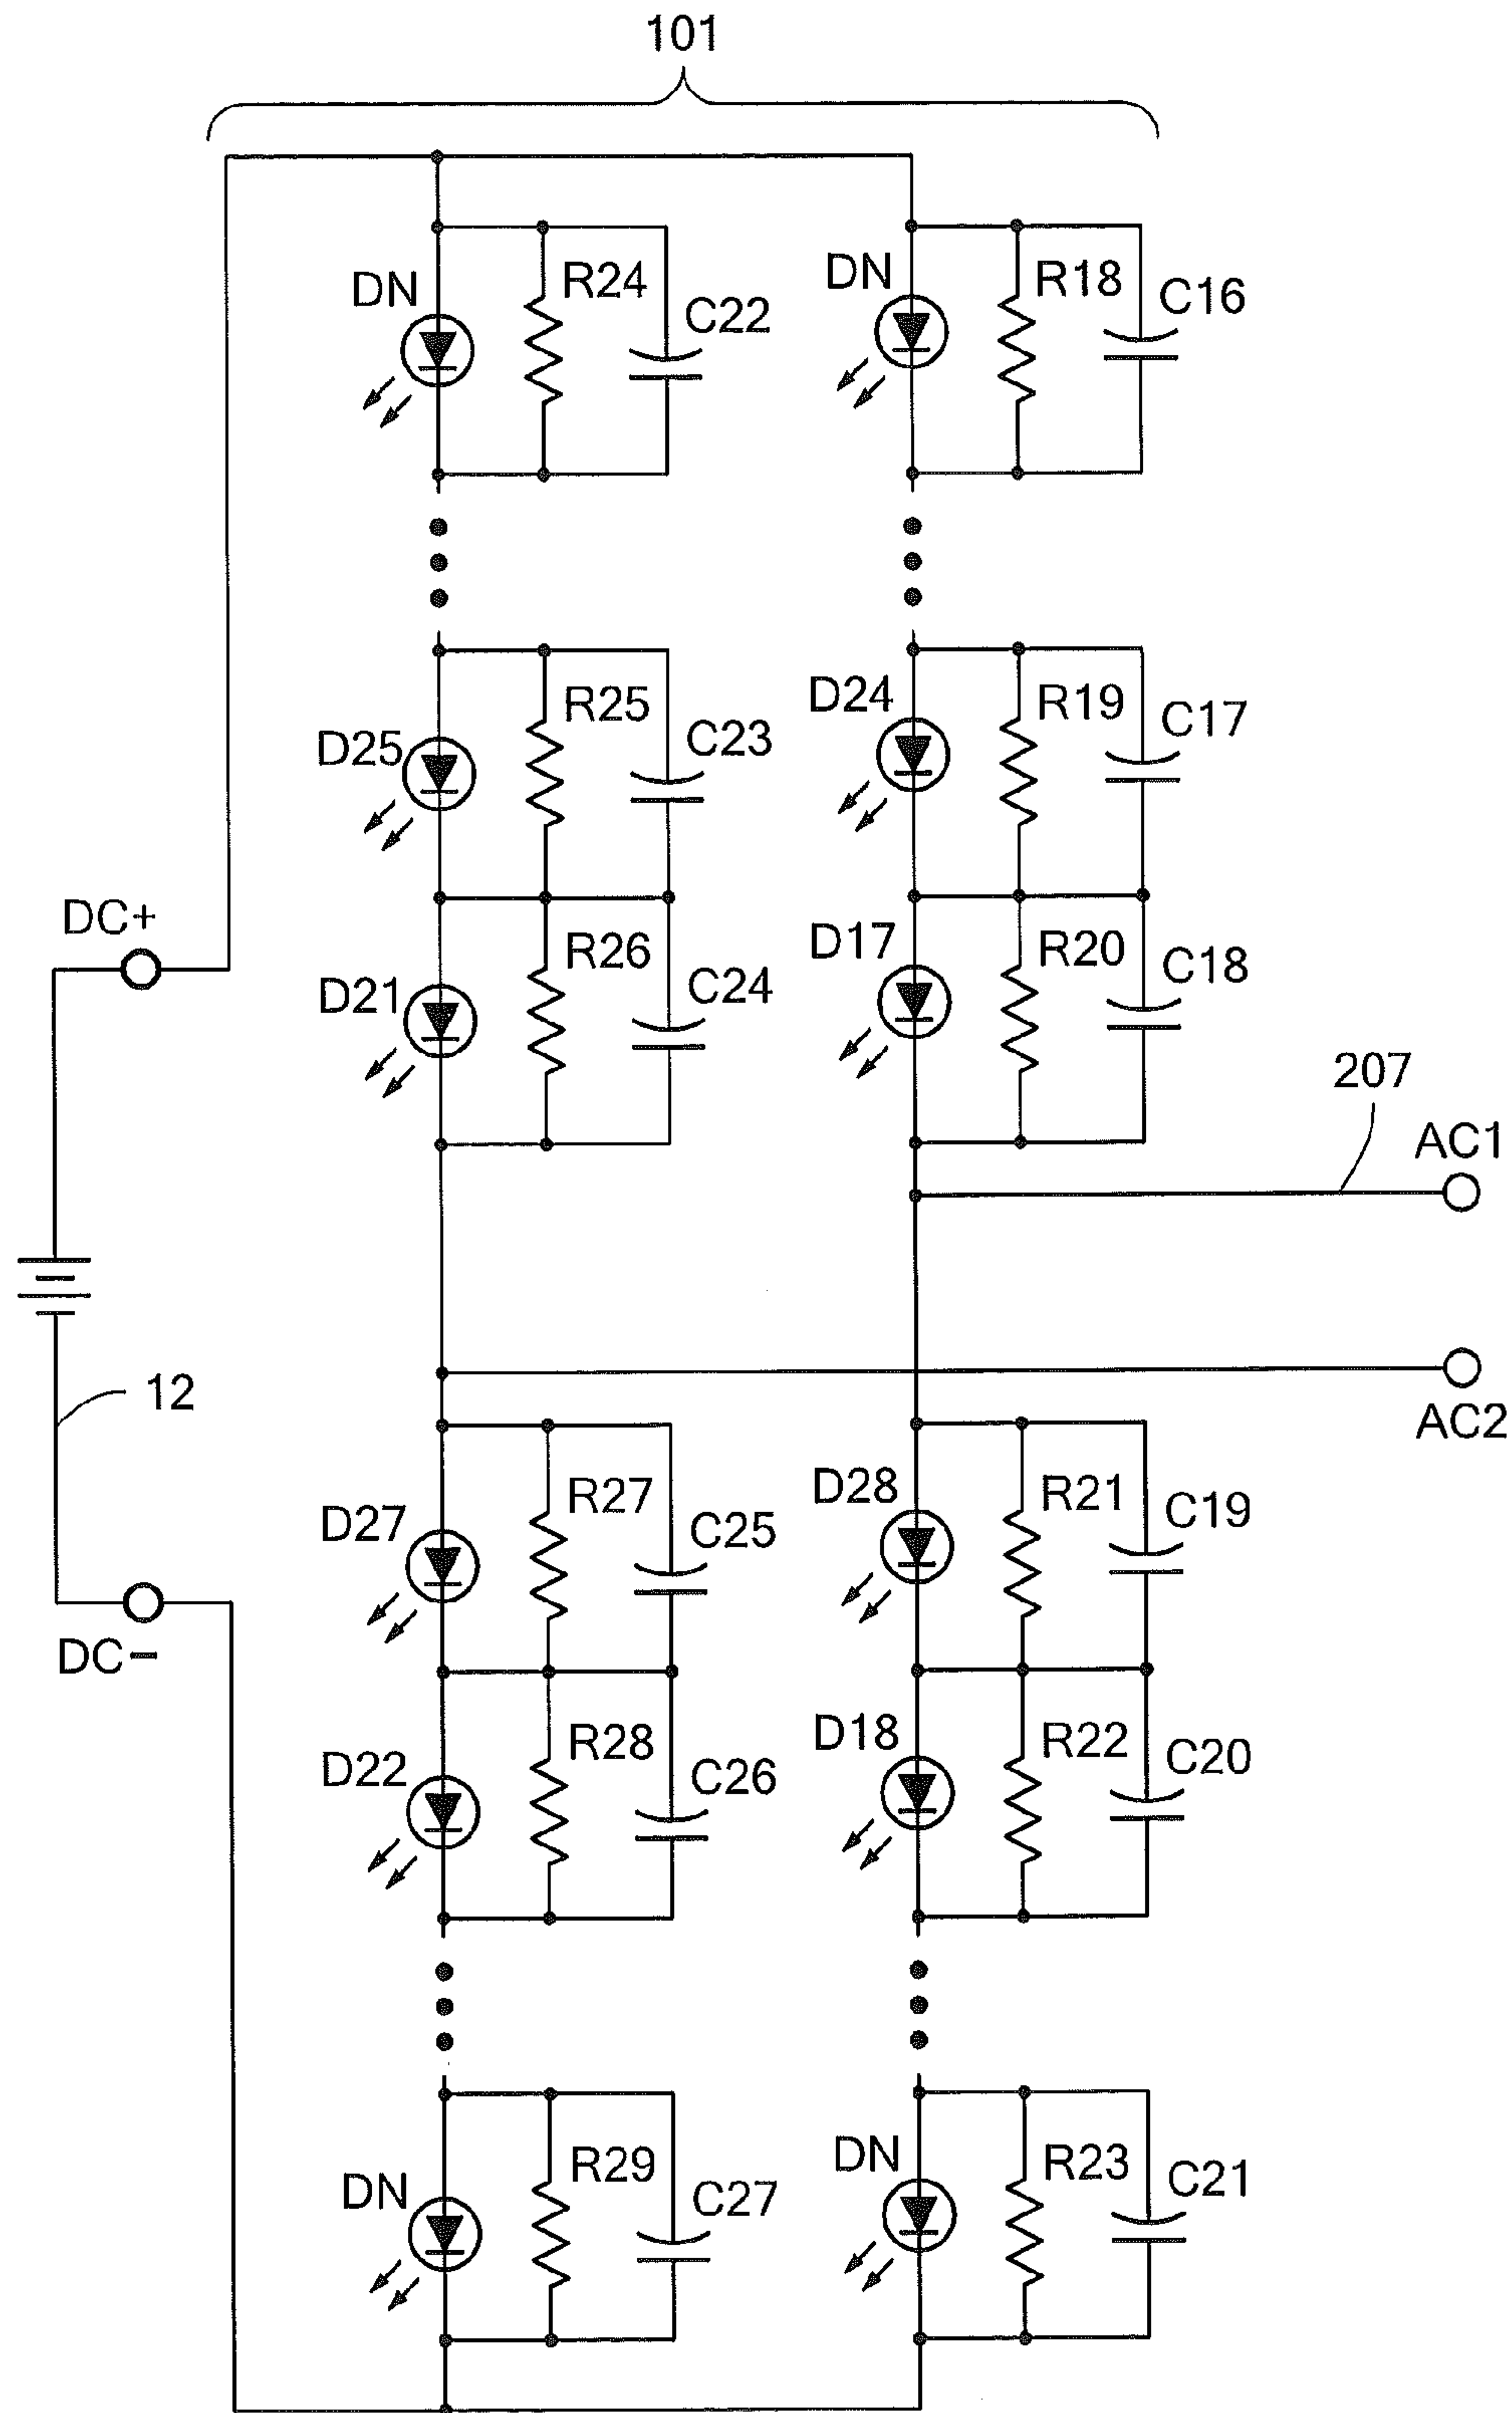 101
DN
R24
C22
DN
R18
C16
D25
R25
C23
D24
R19
C17
DC+
D21
R26
C24
D17
R20
C18
207
AC1
12
AC2
D27
R27
C25
D28
R21
C19
DC−
D22
R28
C26
D18
R22
C20
DN
R29
C27
DN
R23
C21